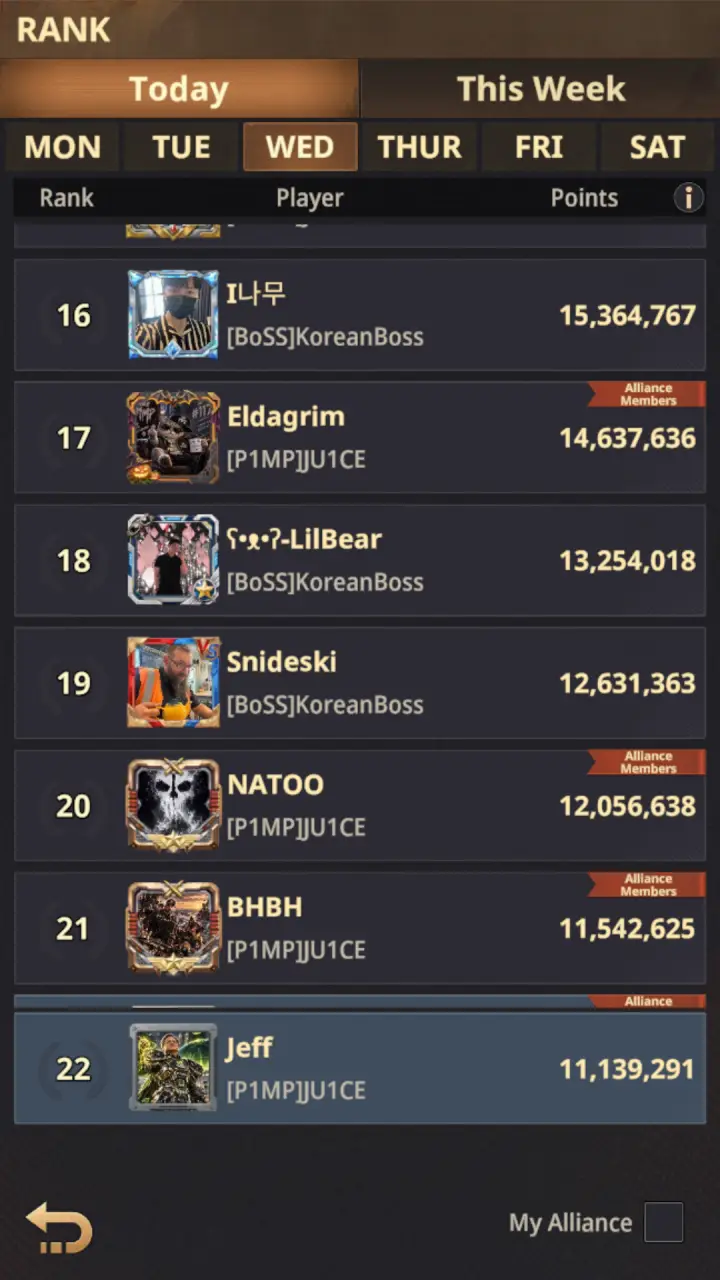 RANK
Today
This Week
MON
TUE
WED
THUR
FRI
SAT
Rank
Player
Points
16
I나무
[BoSS]KoreanBoss
15,364,767
Alliance
Members
17
Eldagrim
[P1MP]JU1CE
14,637,636
18
ʕ•ᴥ•ʔ-LilBear
[BoSS]KoreanBoss
13,254,018
19
Snideski
[BoSS]KoreanBoss
12,631,363
Alliance
Members
20
NATOO
[P1MP]JU1CE
12,056,638
Alliance
Members
21
BHBH
[P1MP]JU1CE
11,542,625
Alliance
22
Jeff
[P1MP]JU1CE
11,139,291
My Alliance